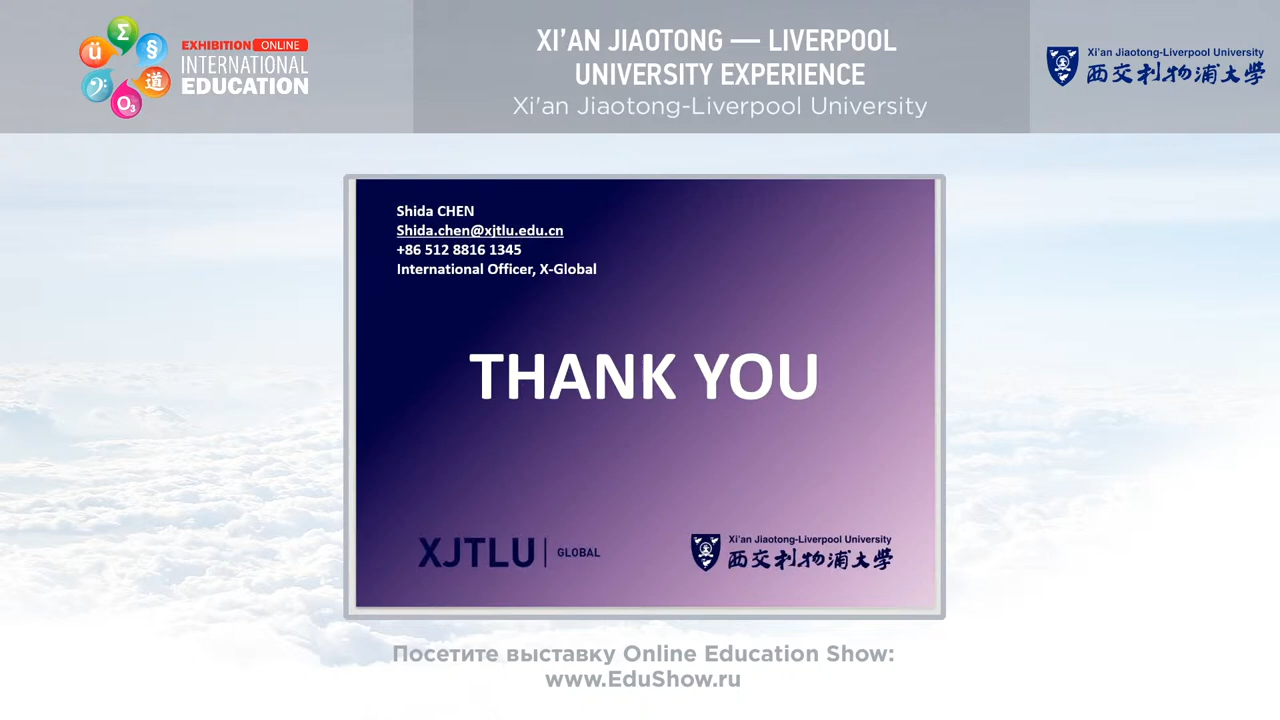 Σ
ü
§
道
O₃
EXHIBITION ONLINE
INTERNATIONAL
EDUCATION
XI'AN JIAOTONG — LIVERPOOL
UNIVERSITY EXPERIENCE
Xi'an Jiaotong-Liverpool University
Xi'an Jiaotong-Liverpool University
西交利物浦大學
Shida CHEN
Shida.chen@xjtlu.edu.cn
+86 512 8816 1345
International Officer, X-Global
THANK YOU
XJTLU | GLOBAL
Xi'an Jiaotong-Liverpool University
西交利物浦大學
Посетите выставку Online Education Show:
www.EduShow.ru